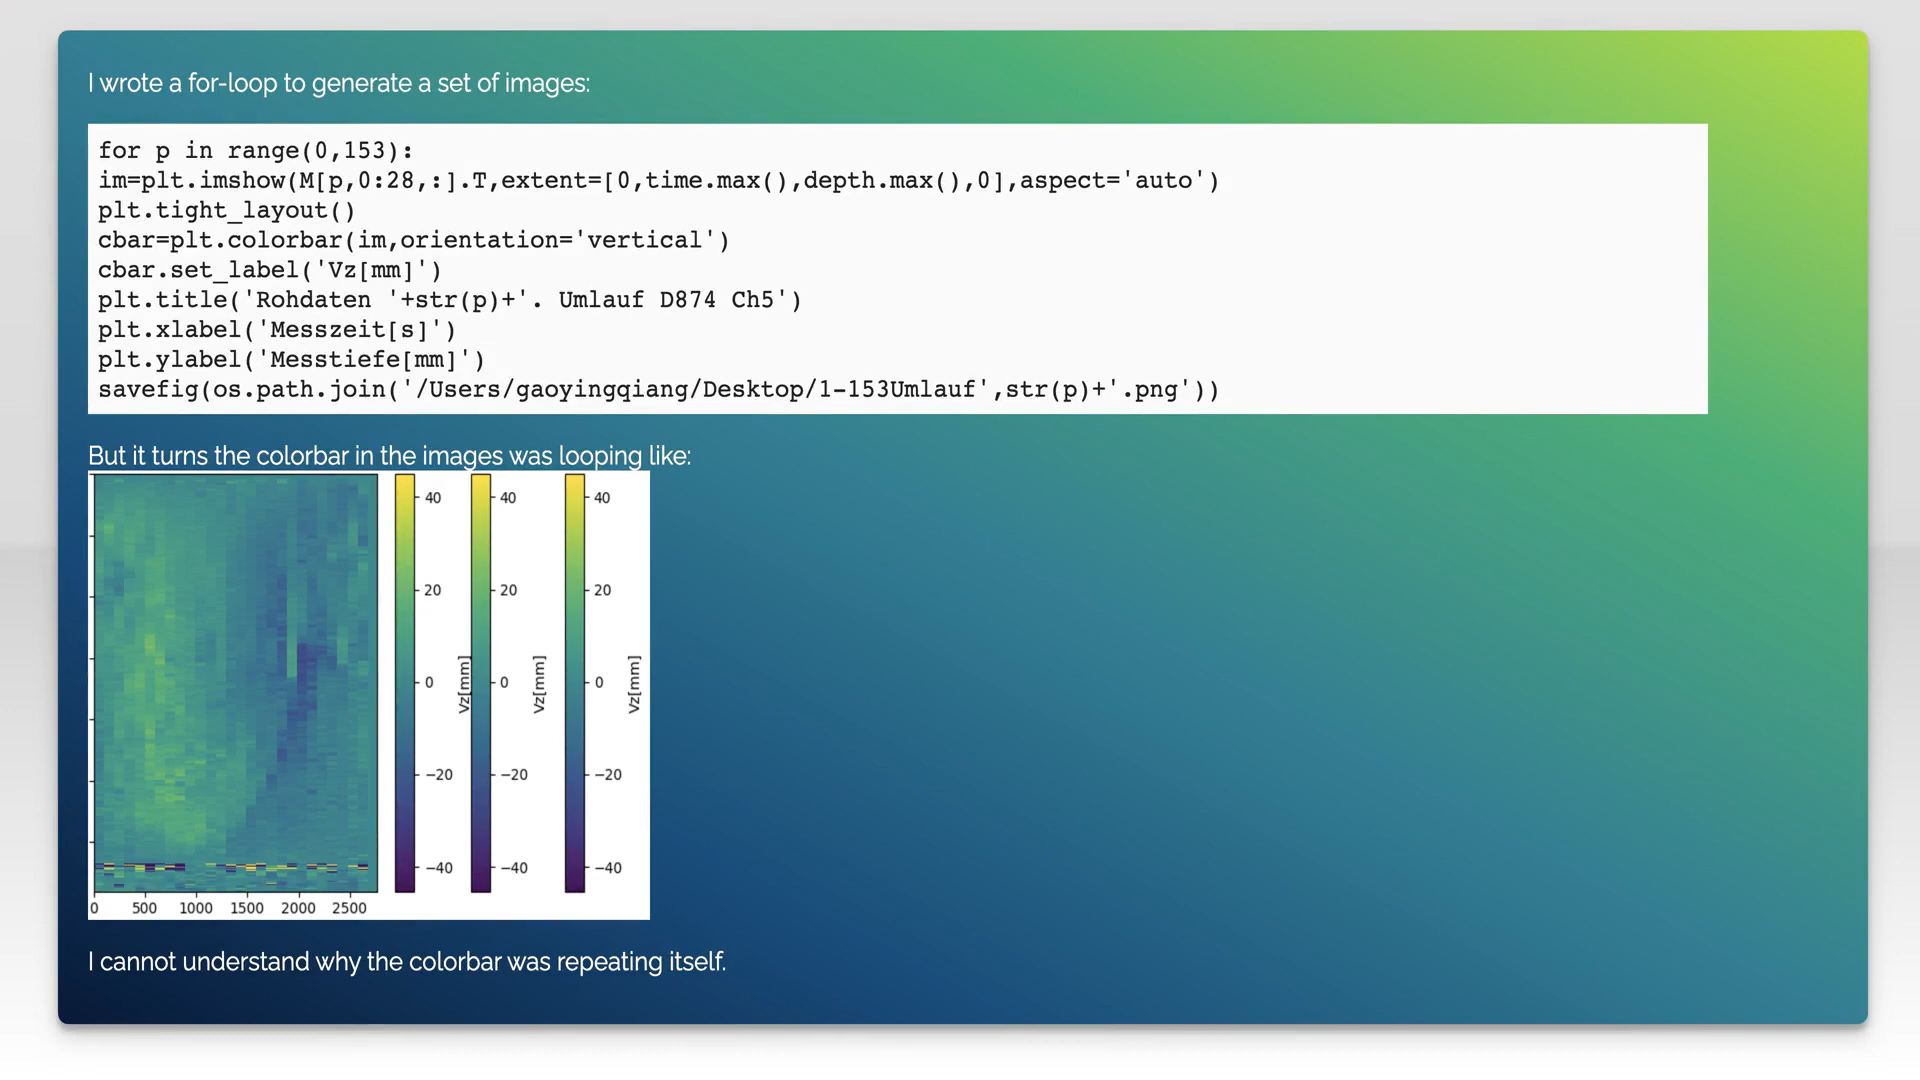 I wrote a for-loop to generate a set of images:
for p in range(0,153):
im=plt.imshow(M[p,0:28,:].T,extent=[0,time.max(),depth.max(),0],aspect='auto')
plt.tight_layout()
cbar=plt.colorbar(im,orientation='vertical')
cbar.set_label('Vz[mm]')
plt.title('Rohdaten '+str(p)+'. Umlauf D874 Ch5')
plt.xlabel('Messzeit[s]')
plt.ylabel('Messtiefe[mm]')
savefig(os.path.join('/Users/gaoyingqiang/Desktop/1-153Umlauf',str(p)+'.png'))
But it turns the colorbar in the images was looping like:
40 40 40
20 20 20
0 0 0
Vz[mm] Vz[mm] Vz[mm]
−20 −20 −20
−40 −40 −40
0 500 1000 1500 2000 2500
I cannot understand why the colorbar was repeating itself.